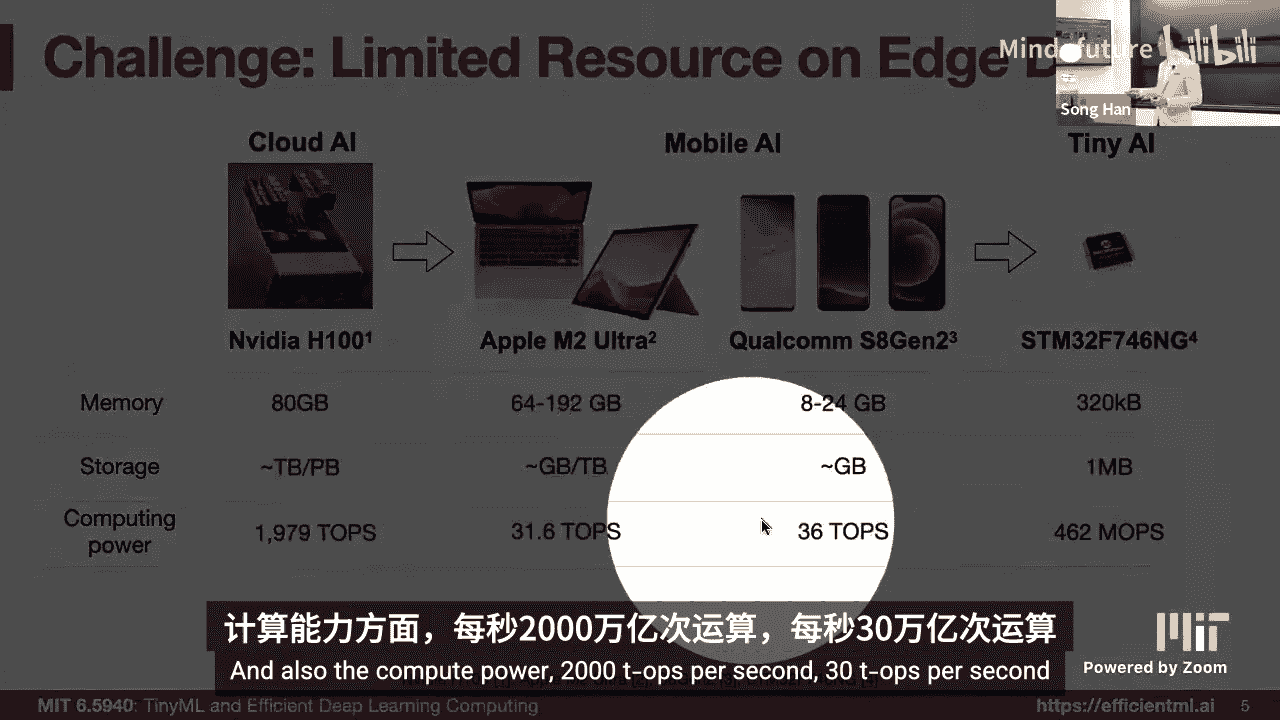 Challenge: Limited Resource on Edge D
Mind future bilibili
Song Han
Cloud AI
Mobile AI
Tiny AI
Nvidia H100¹
Apple M2 Ultra²
Qualcomm S8Gen2³
STM32F746NG⁴
Memory
80GB
64-192 GB
8-24 GB
320kB
Storage
~TB/PB
~GB/TB
~GB
1MB
Computing
power
1,979 TOPS
31.6 TOPS
36 TOPS
462 MOPS
计算能力方面，每秒2000万亿次运算，每秒30万亿次运算
And also the compute power, 2000 t-ops per second, 30 t-ops per second
MIT
Powered by Zoom
MIT 6.5940: TinyML and Efficient Deep Learning Computing
https://efficientml.ai
5